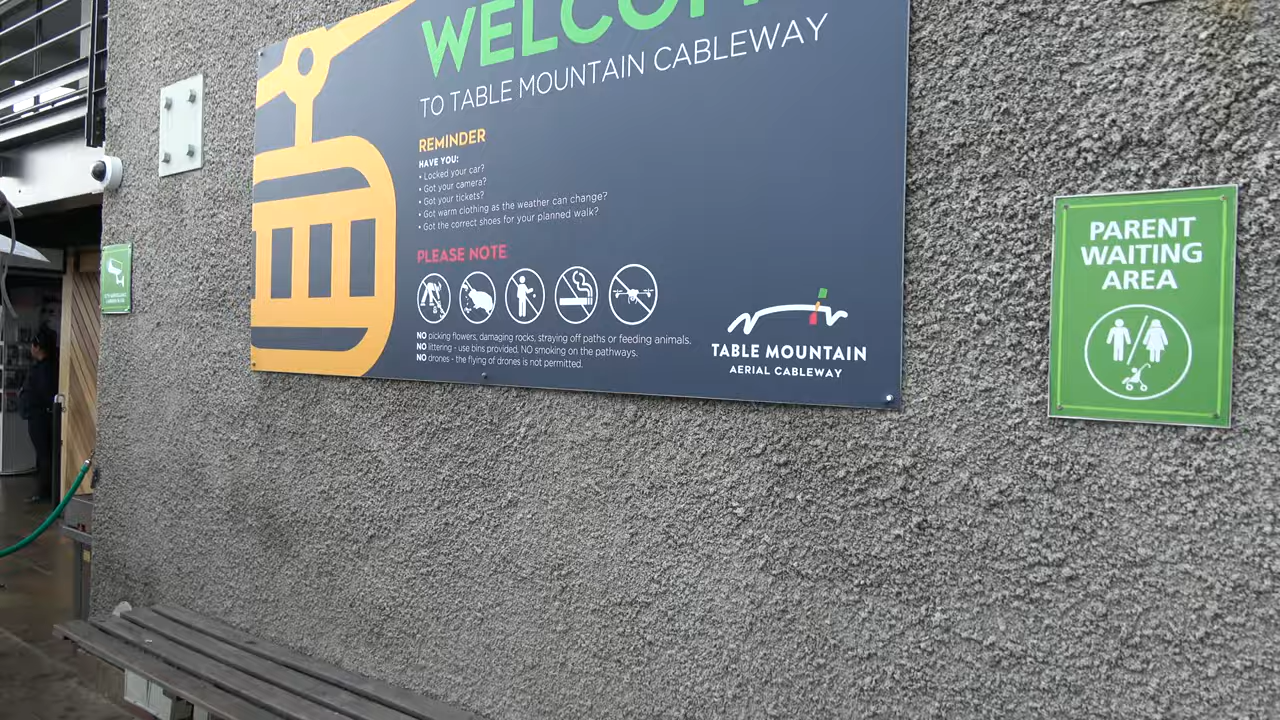 WELCOM
TO TABLE MOUNTAIN CABLEWAY
REMINDER
HAVE YOU:
• Locked your car?
• Got your camera?
• Got your tickets?
• Got warm clothing as the weather can change?
• Got the correct shoes for your planned walk?
PLEASE NOTE
NO picking flowers, damaging rocks, straying off paths or feeding animals.
NO littering - use bins provided. NO smoking on the pathways.
NO drones - the flying of drones is not permitted.
TABLE MOUNTAIN
AERIAL CABLEWAY
PARENT
WAITING
AREA